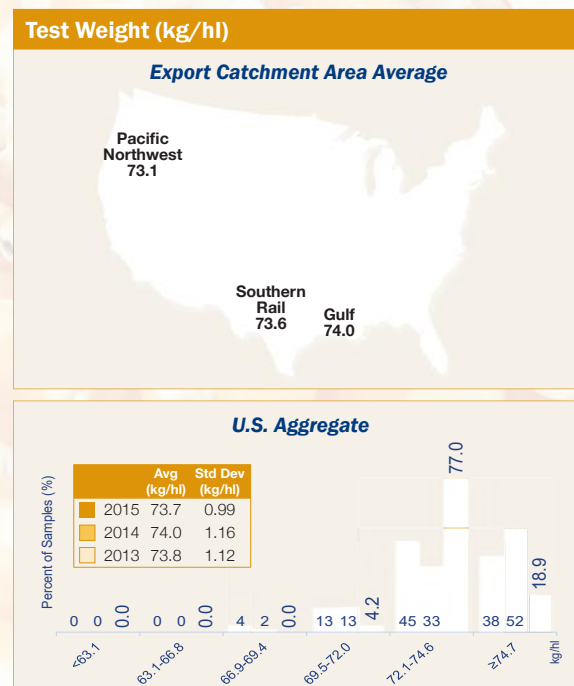 Test Weight (kg/hl)
Export Catchment Area Average
Pacific
Northwest
73.1
Southern
Rail
73.6
Gulf
74.0
U.S. Aggregate
Percent of Samples (%)
Avg Std Dev
(kg/hl) (kg/hl)
2015 73.7 0.99
2014 74.0 1.16
2013 73.8 1.12
0 0 0.0 0 0 0.0 4 2 0.0 13 13 4.2 45 33 77.0 38 52 18.9
<63.1 63.1-66.8 66.9-69.4 69.5-72.0 72.1-74.6 ≥74.7 kg/hl